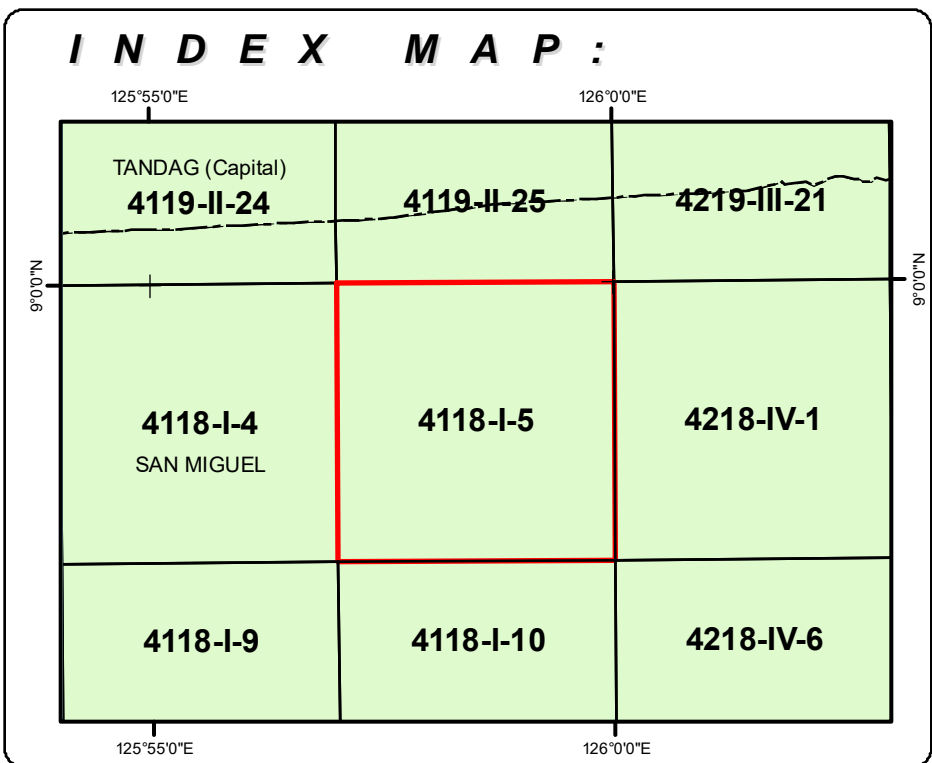 INDEX MAP:
125°55'0"E 126°0'0"E
TANDAG (Capital)
4119-II-24 4119-II-25 4219-III-21
9°0'0"N 9°0'0"N
4118-I-4 4118-I-5 4218-IV-1
SAN MIGUEL
4118-I-9 4118-I-10 4218-IV-6
125°55'0"E 126°0'0"E